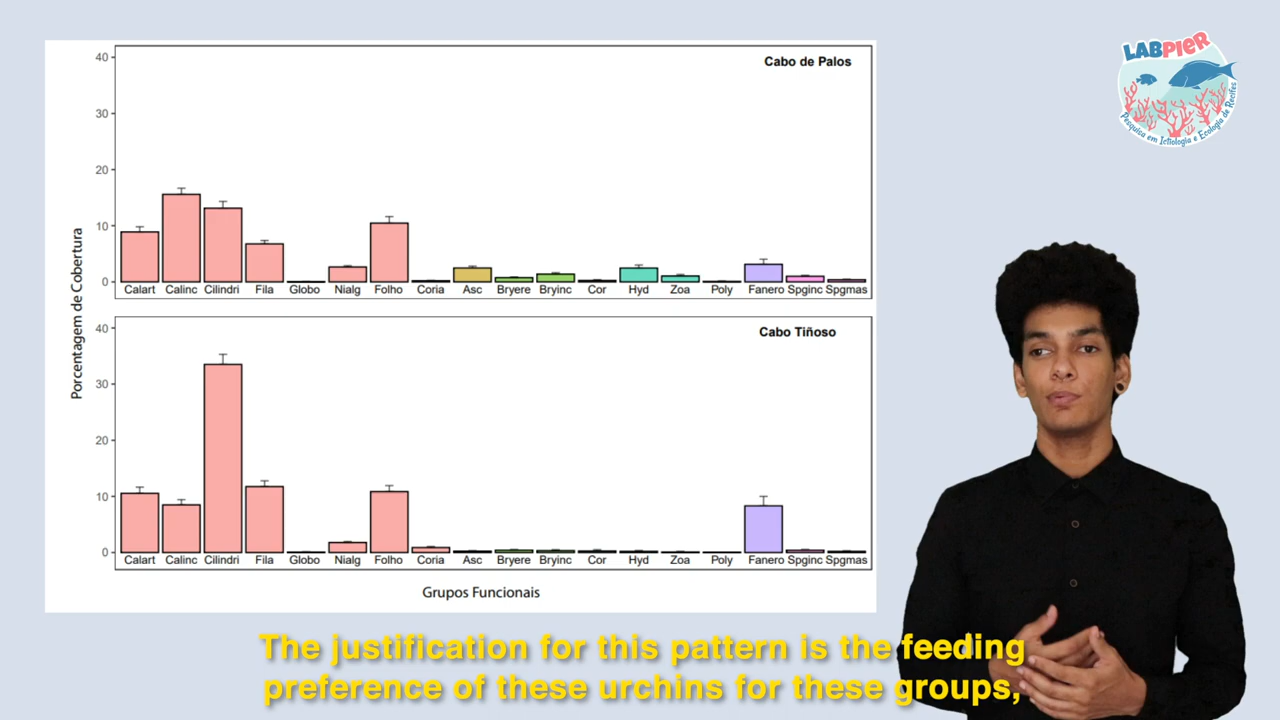 LABPIER
Pesquisa em Ictiologia e Ecologia de Recifes
Porcentagem de Cobertura
Cabo de Palos
40
30
20
10
0
Calart Calinc Cilindri Fila Globo Nialg Folho Coria Asc Bryere Bryinc Cor Hyd Zoa Poly Fanero Spginc Spgmas
Cabo Tiñoso
40
30
20
10
0
Calart Calinc Cilindri Fila Globo Nialg Folho Coria Asc Bryere Bryinc Cor Hyd Zoa Poly Fanero Spginc Spgmas
Grupos Funcionais
The justification for this pattern is the feeding
preference of these urchins for these groups,